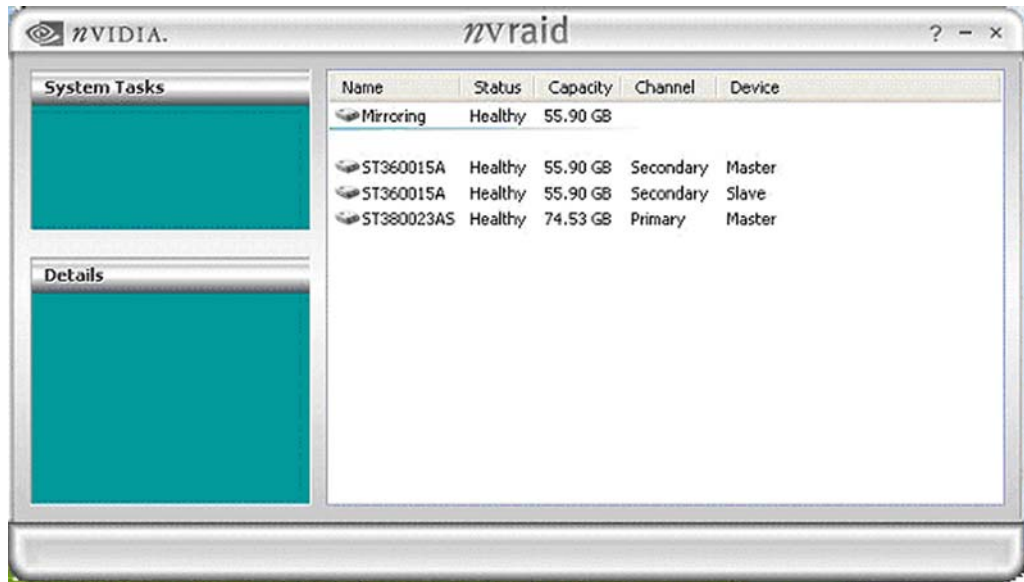 nVIDIA.
nvraid
? - ×
System Tasks
Details
Name Status Capacity Channel Device
Mirroring Healthy 55.90 GB
ST360015A Healthy 55.90 GB Secondary Master
ST360015A Healthy 55.90 GB Secondary Slave
ST380023AS Healthy 74.53 GB Primary Master